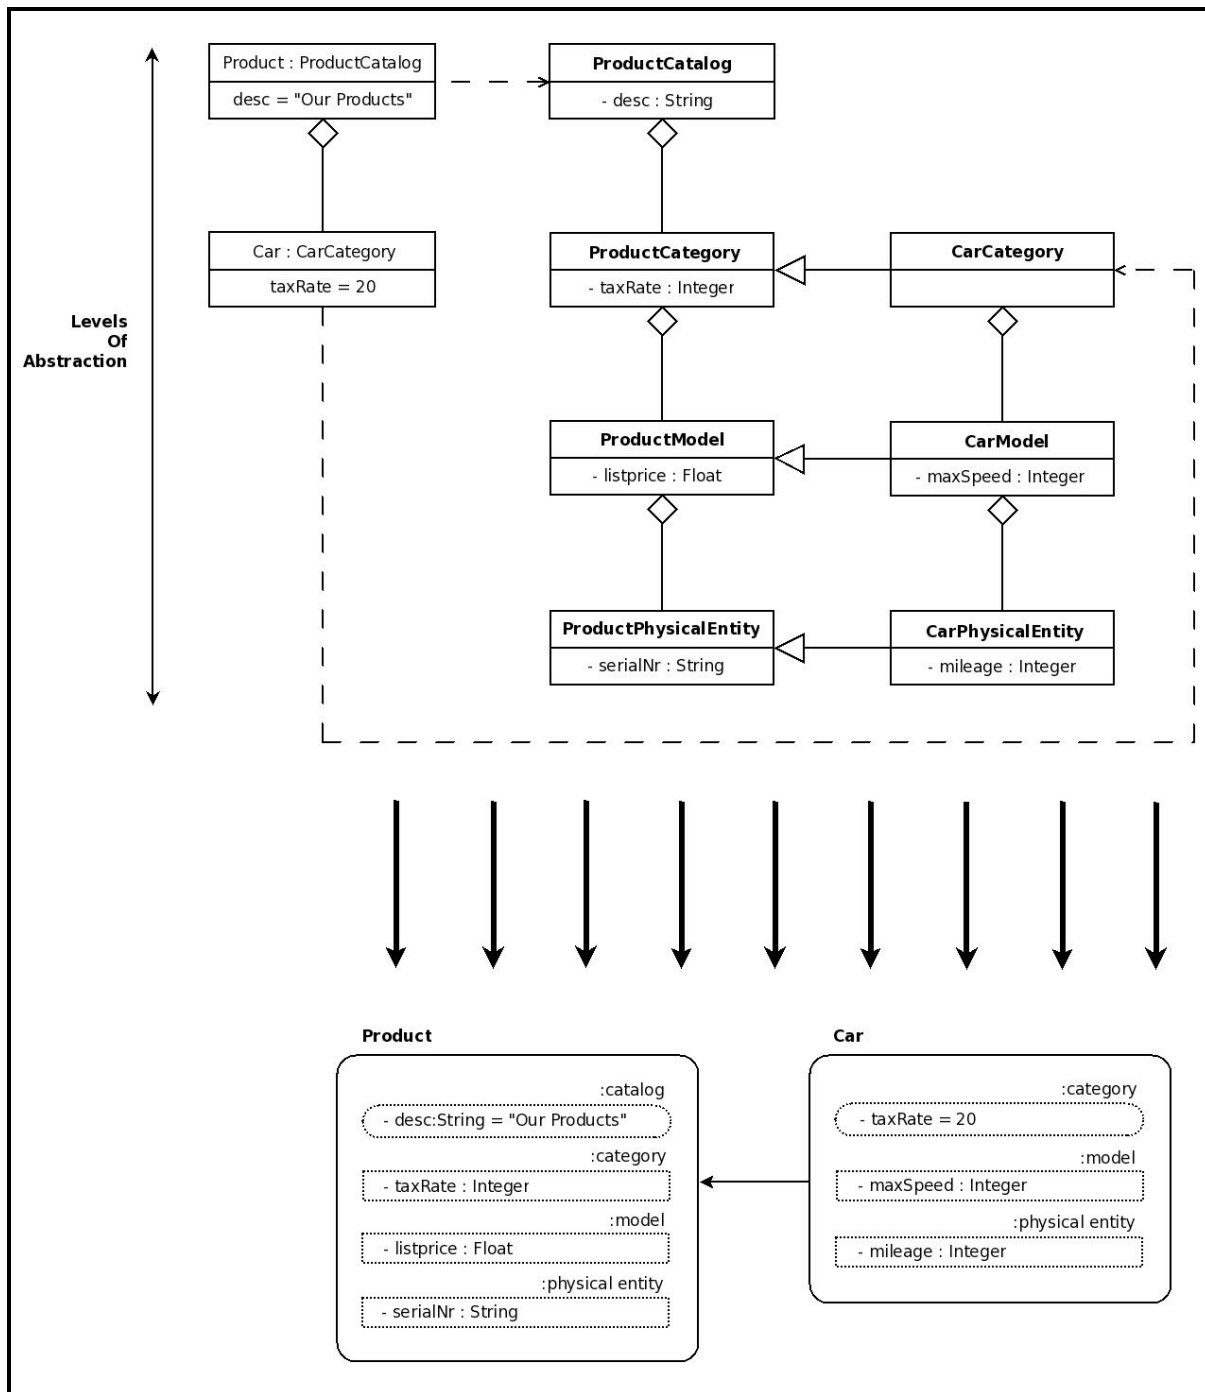 Product : ProductCatalog
desc = "Our Products"
ProductCatalog
- desc : String
Car : CarCategory
taxRate = 20
ProductCategory
- taxRate : Integer
CarCategory
Levels
Of
Abstraction
ProductModel
- listprice : Float
CarModel
- maxSpeed : Integer
ProductPhysicalEntity
- serialNr : String
CarPhysicalEntity
- mileage : Integer
Product
:catalog
- desc:String = "Our Products"
:category
- taxRate : Integer
:model
- listprice : Float
:physical entity
- serialNr : String
Car
:category
- taxRate = 20
:model
- maxSpeed : Integer
:physical entity
- mileage : Integer